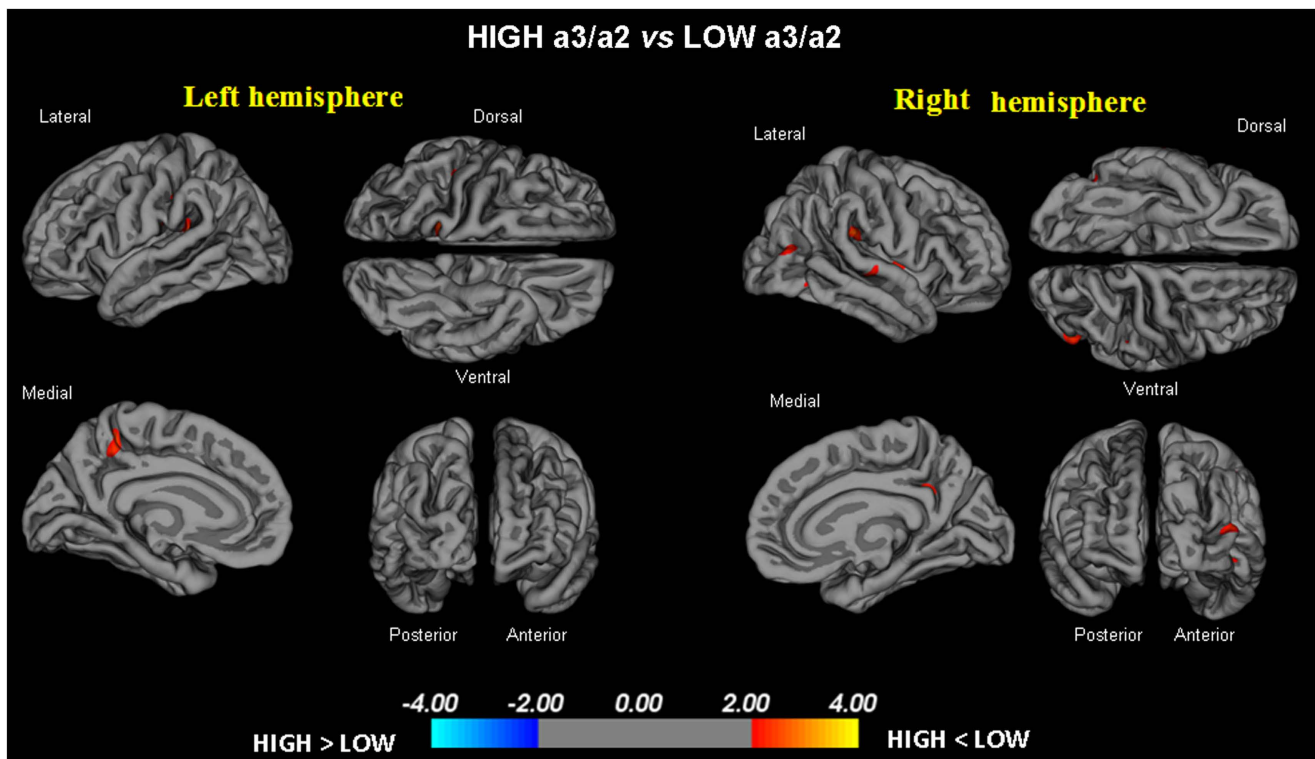 HIGH a3/a2 vs LOW a3/a2
Left hemisphere
Right hemisphere
Lateral
Dorsal
Lateral
Dorsal
Medial
Ventral
Medial
Ventral
Posterior
Anterior
Posterior
Anterior
-4.00 -2.00 0.00 2.00 4.00
HIGH > LOW
HIGH < LOW